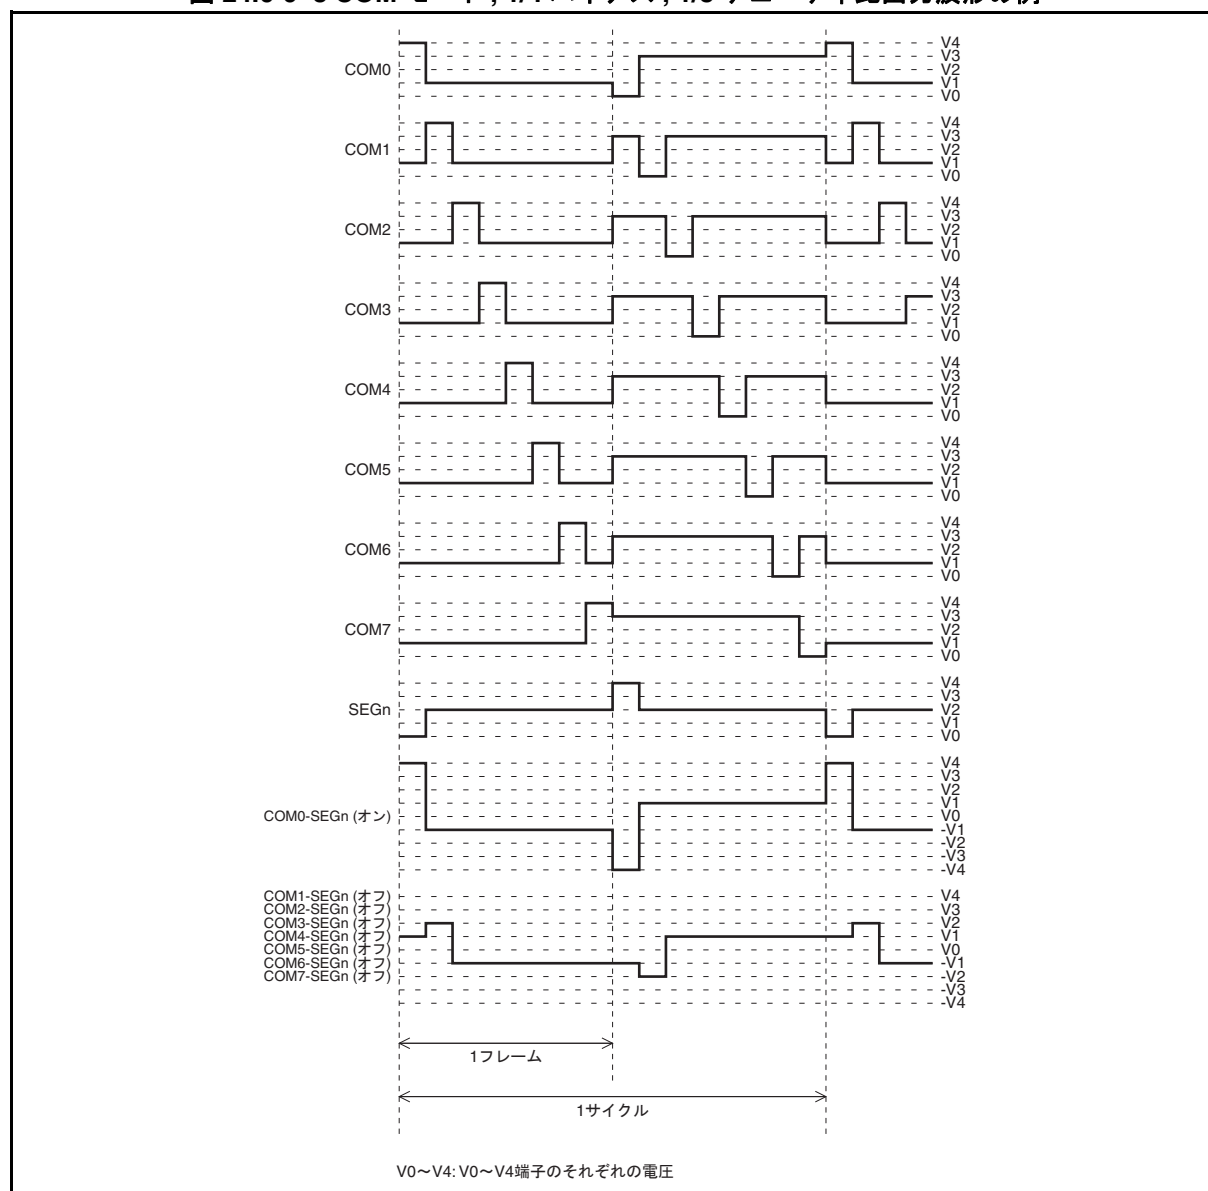 COM0
V4
V3
V2
V1
V0
COM1
V4
V3
V2
V1
V0
COM2
V4
V3
V2
V1
V0
COM3
V4
V3
V2
V1
V0
COM4
V4
V3
V2
V1
V0
COM5
V4
V3
V2
V1
V0
COM6
V4
V3
V2
V1
V0
COM7
V4
V3
V2
V1
V0
SEGn
V4
V3
V2
V1
V0
COM0-SEGn (オン)
V4
V3
V2
V1
V0
-V1
-V2
-V3
-V4
COM1-SEGn (オフ)
COM2-SEGn (オフ)
COM3-SEGn (オフ)
COM4-SEGn (オフ)
COM5-SEGn (オフ)
COM6-SEGn (オフ)
COM7-SEGn (オフ)
V4
V3
V2
V1
V0
-V1
-V2
-V3
-V4
1フレーム
1サイクル
V0～V4: V0～V4端子のそれぞれの電圧